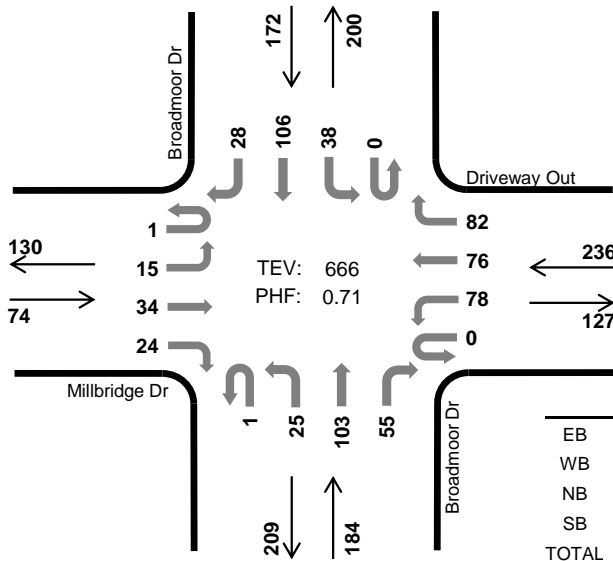 172
200
Broadmoor Dr
28
106
38
0
Driveway Out
1
82
130
15
TEV: 666
76
236
74
34
PHF: 0.71
78
127
24
0
Millbridge Dr
1
25
103
55
Broadmoor Dr
209
184
EB
WB
NB
SB
TOTAL